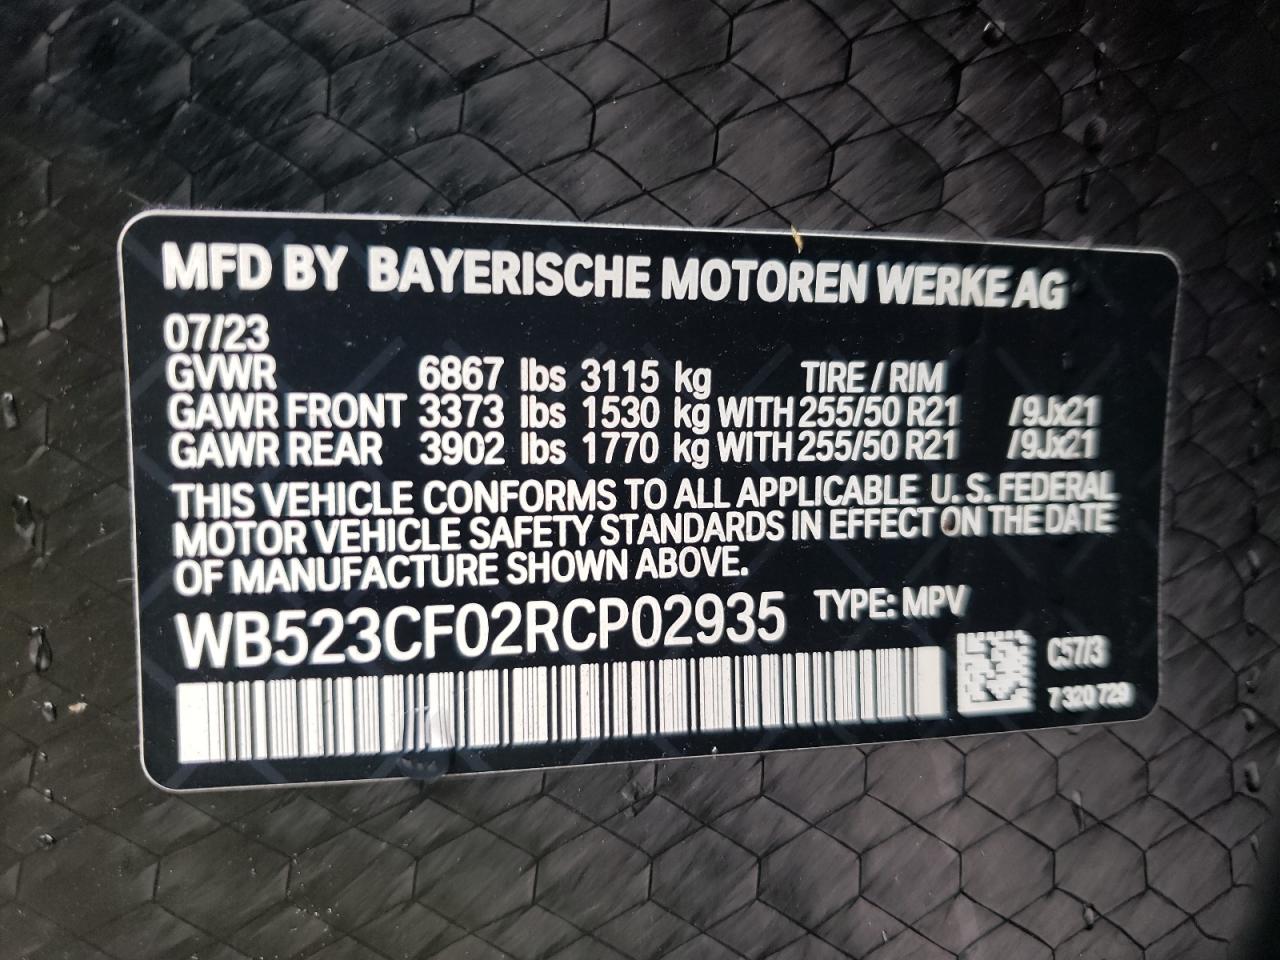 MFD BY BAYERISCHE MOTOREN WERKE AG
07/23
GVWR 6867 lbs 3115 kg TIRE / RIM
GAWR FRONT 3373 lbs 1530 kg WITH 255/50 R21 /9Jx21
GAWR REAR 3902 lbs 1770 kg WITH 255/50 R21 /9Jx21
THIS VEHICLE CONFORMS TO ALL APPLICABLE U.S. FEDERAL
MOTOR VEHICLE SAFETY STANDARDS IN EFFECT ON THE DATE
OF MANUFACTURE SHOWN ABOVE.
WB523CF02RCP02935 TYPE: MPV
C57/3
7 320 729